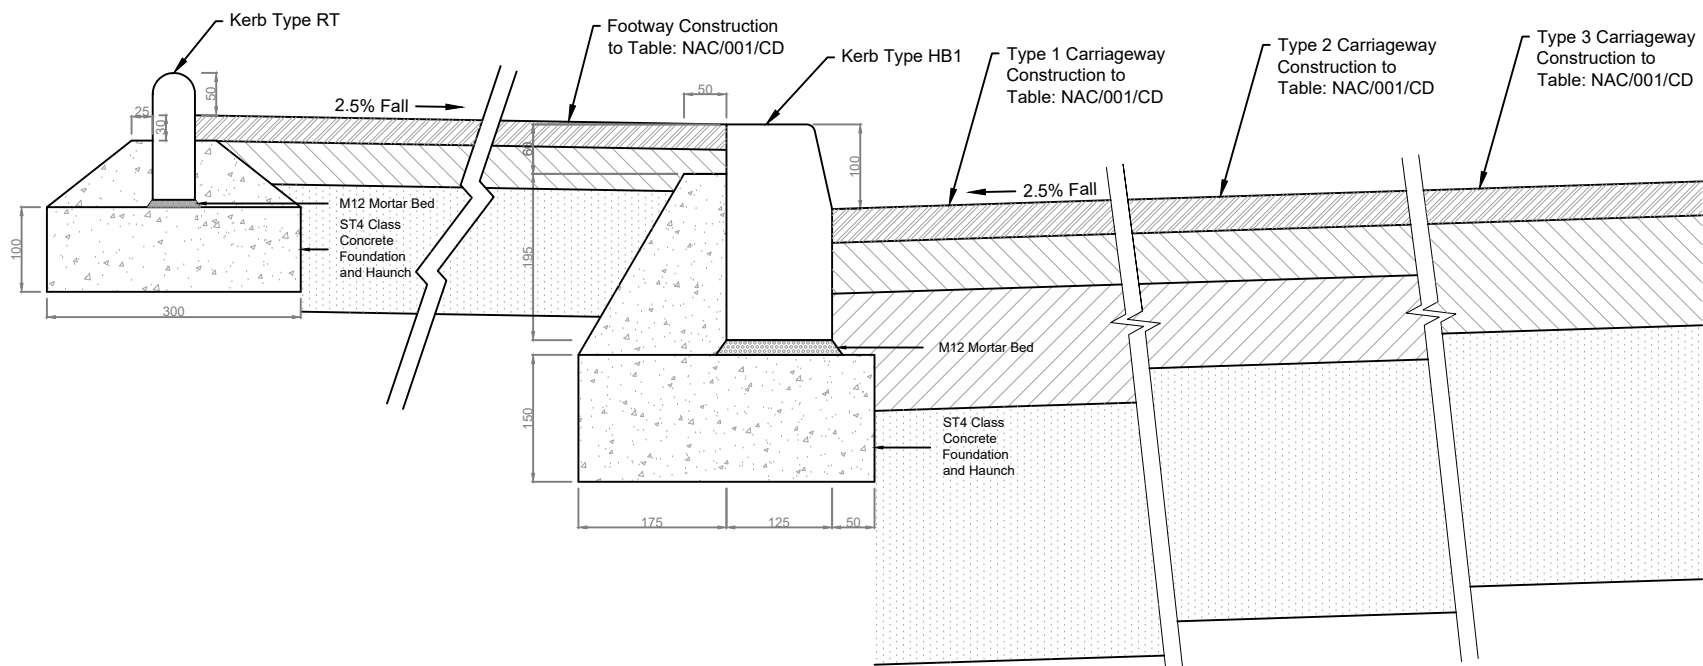 Kerb Type RT
Footway Construction
to Table: NAC/001/CD
Kerb Type HB1
Type 1 Carriageway
Construction to
Table: NAC/001/CD
Type 2 Carriageway
Construction to
Table: NAC/001/CD
Type 3 Carriageway
Construction to
Table: NAC/001/CD
50
25
30
2.5% Fall
50
60
100
2.5% Fall
M12 Mortar Bed
ST4 Class
Concrete
Foundation
and Haunch
100
300
195
M12 Mortar Bed
150
ST4 Class
Concrete
Foundation
and Haunch
175
125
50